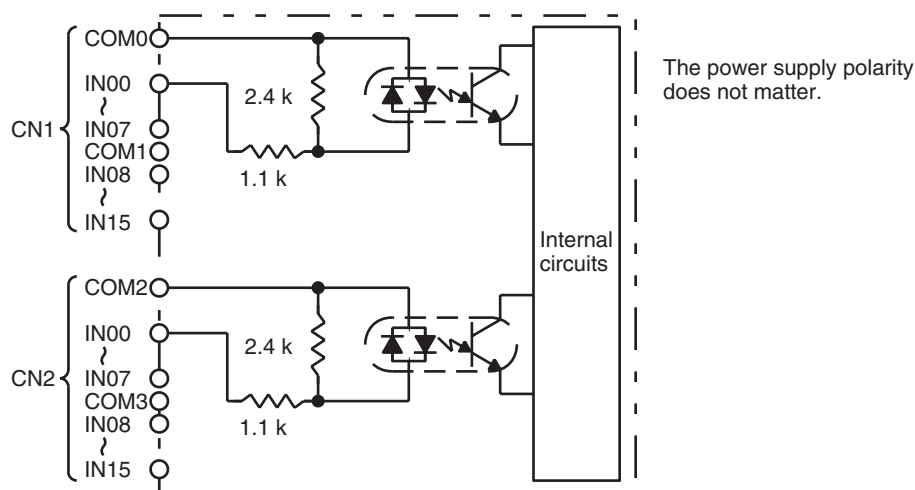 COM0
IN00
IN07
COM1
IN08
IN15
CN1
2.4 k
1.1 k
COM2
IN00
IN07
COM3
IN08
IN15
CN2
2.4 k
1.1 k
Internal
circuits
The power supply polarity
does not matter.